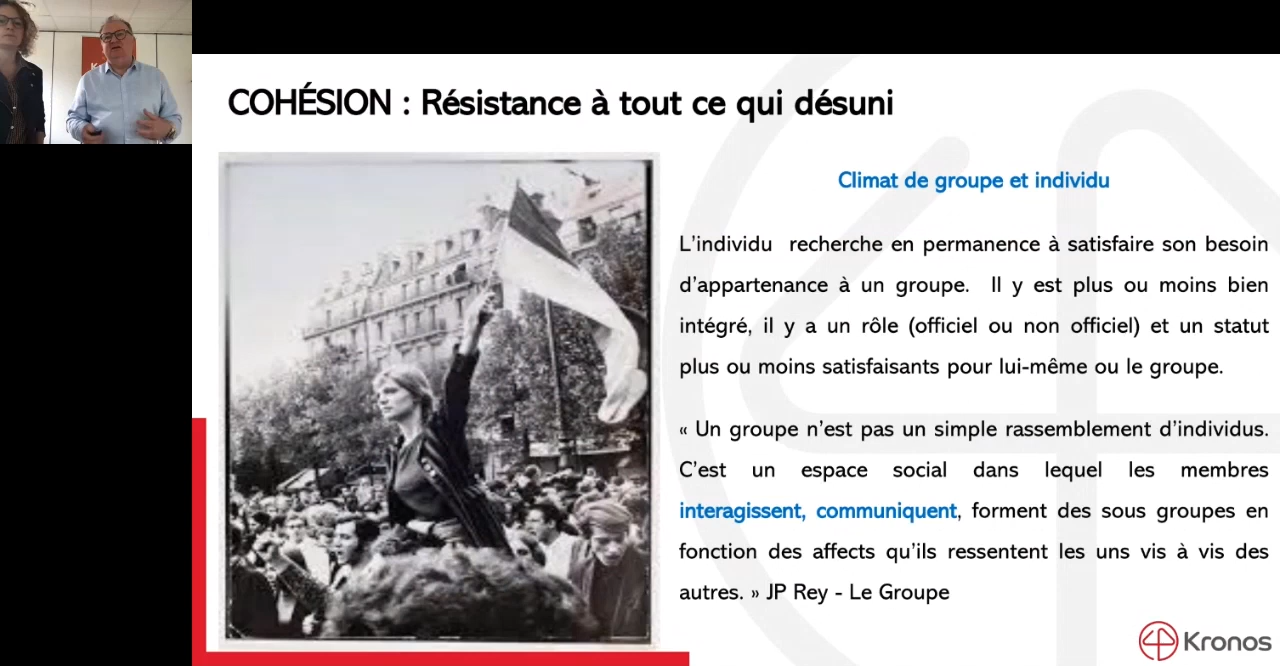 COHÉSION : Résistance à tout ce qui désuni
Climat de groupe et individu
L’individu recherche en permanence à satisfaire son besoin
d’appartenance à un groupe. Il y est plus ou moins bien
intégré, il y a un rôle (officiel ou non officiel) et un statut
plus ou moins satisfaisants pour lui-même ou le groupe.
« Un groupe n’est pas un simple rassemblement d’individus.
C’est un espace social dans lequel les membres
interagissent, communiquent, forment des sous groupes en
fonction des affects qu’ils ressentent les uns vis à vis des
autres. » JP Rey - Le Groupe
Kronos